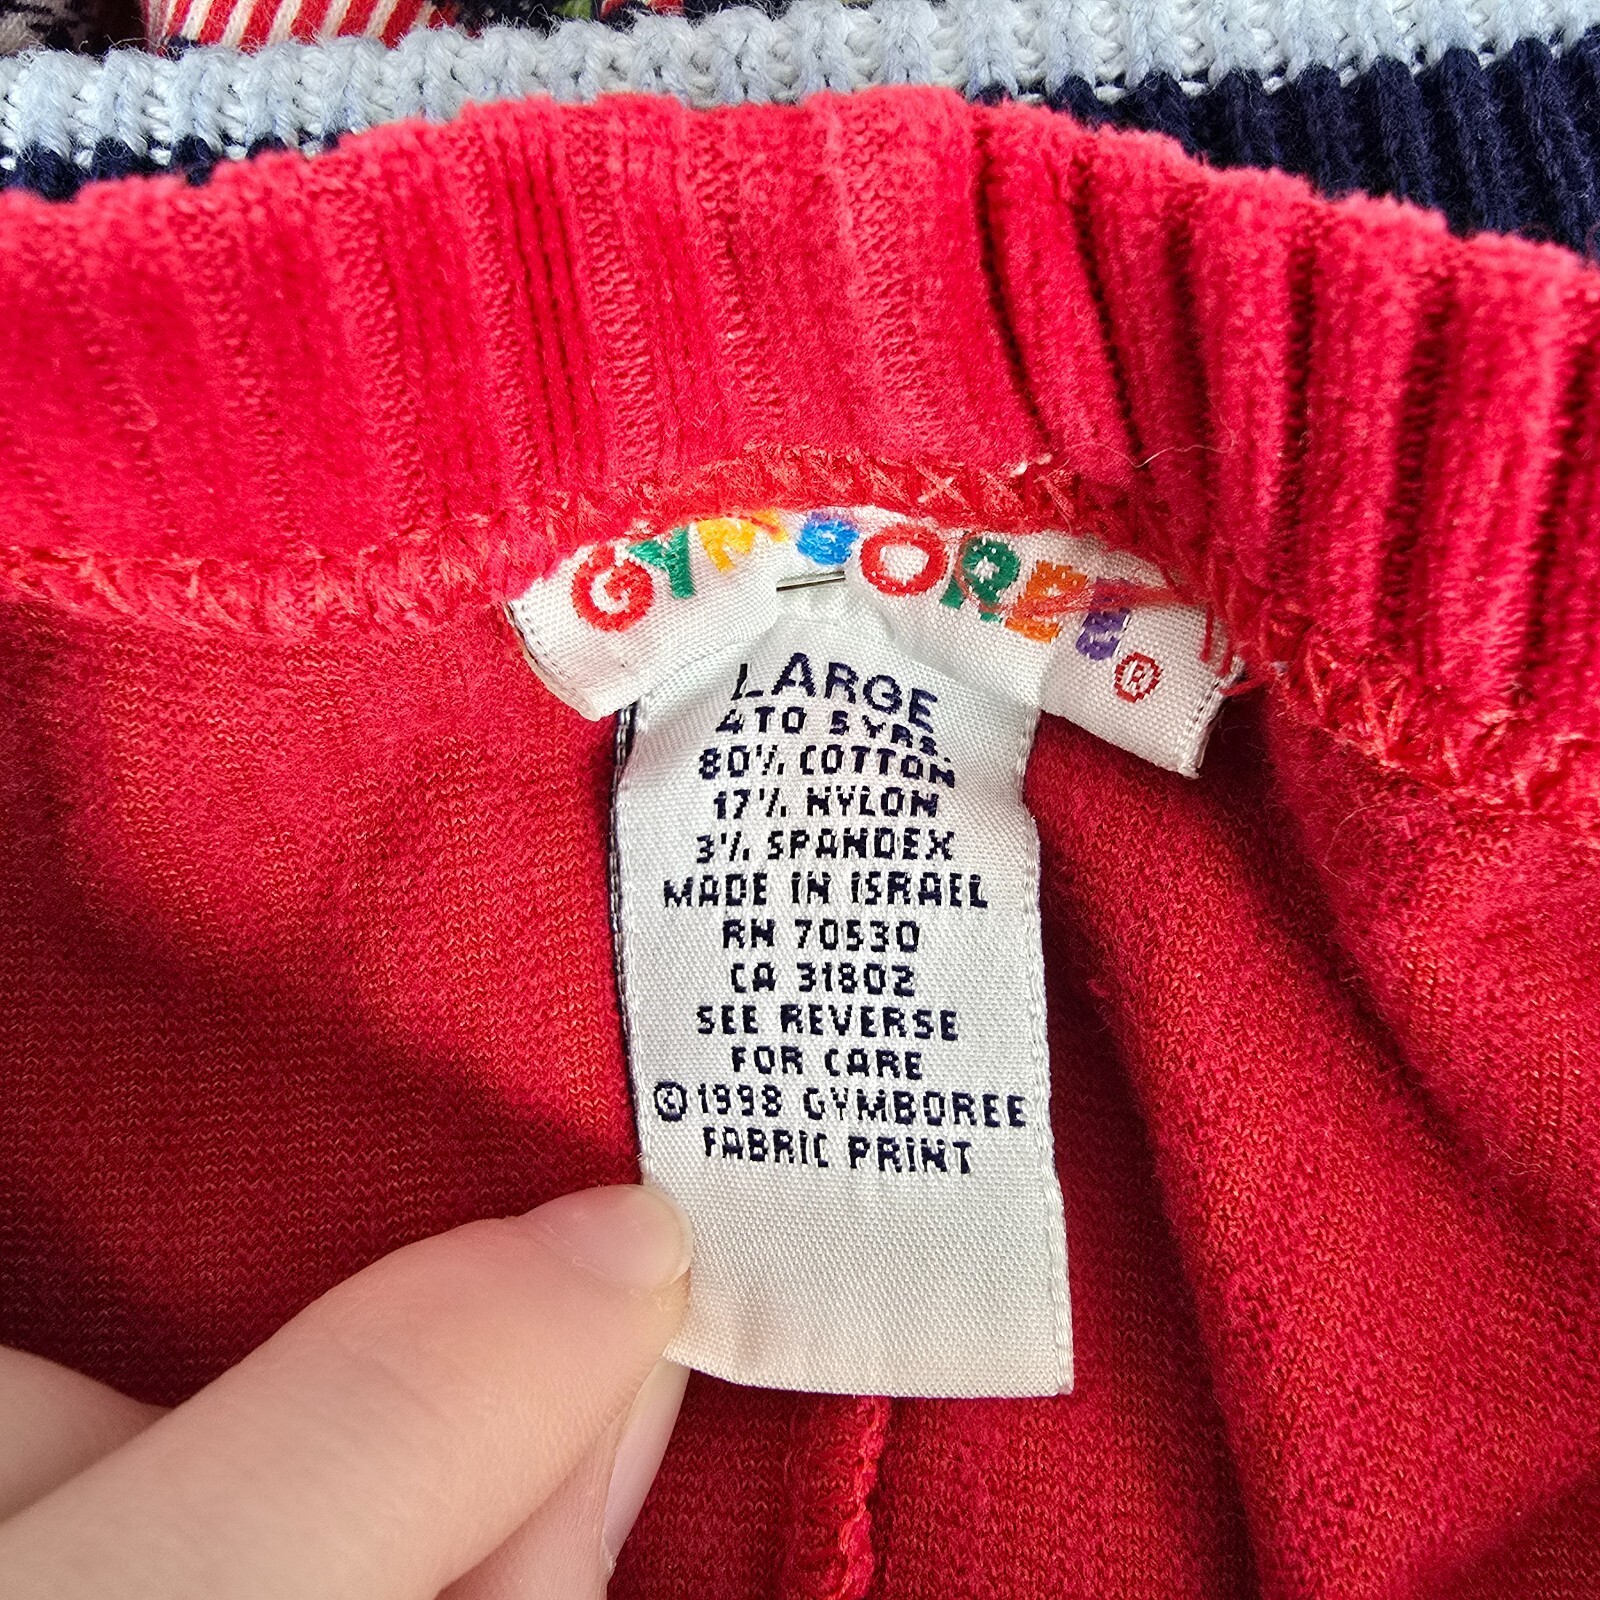 GYMBOREE®
LARGE
4 TO 5 YRS.
80% COTTON
17% NYLON
3% SPANDEX
MADE IN ISRAEL
RN 70530
CA 31802
SEE REVERSE
FOR CARE
©1998 GYMBOREE
FABRIC PRINT